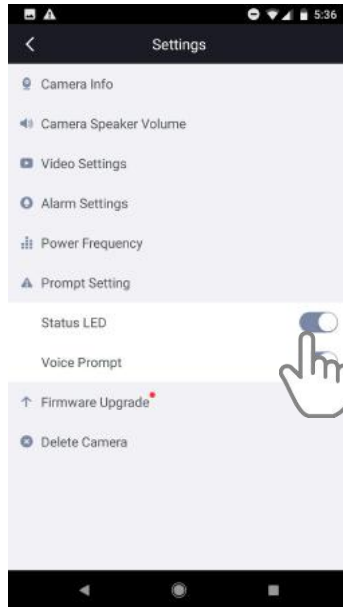 5:36
Settings
Camera Info
Camera Speaker Volume
Video Settings
Alarm Settings
Power Frequency
Prompt Setting
Status LED
Voice Prompt
Firmware Upgrade
Delete Camera